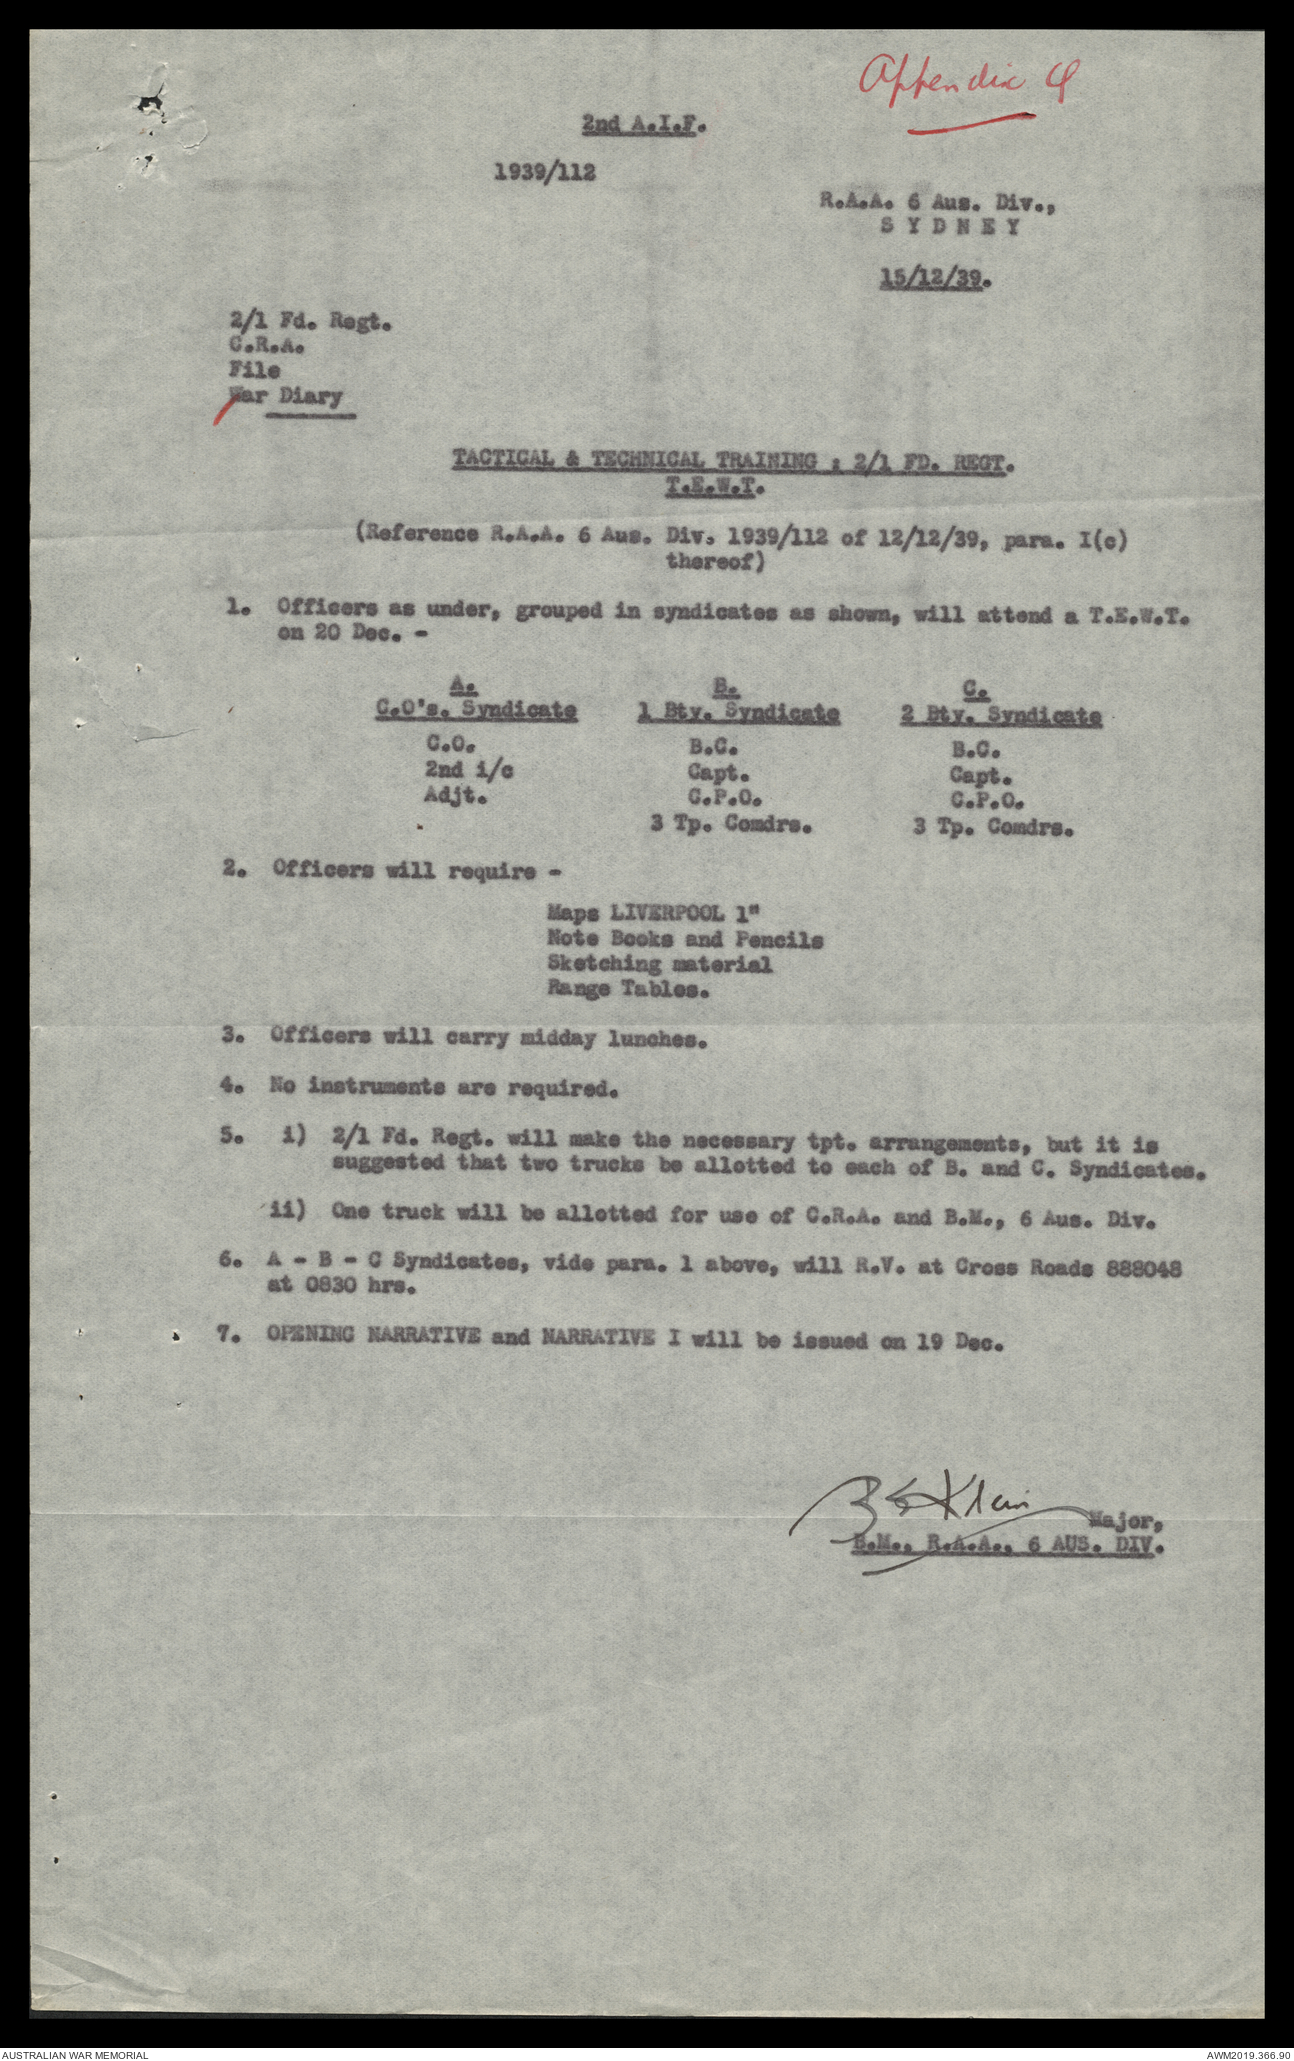 Appendix
2nd A.I.F.
1939/112
R.A.A. 6 Aus. Div.,
S Y D N E Y
15/12/39.
2/1 Fd. Regt.
C.R.A.
File
War Diary
TACTICAL & TECHNICAL TRAINING : 2/1 FD. REGT.
T.E.W.T.
(Reference R.A.A. 6 Aus. Div. 1939/112 of 12/12/39, para. I(c)
thereof)
1. Officers as under, grouped in syndicates as shown, will attend a T.E.W.T.
on 20 Dec. -
A. B. C.
C.O's. Syndicate 1 Bty. Syndicate 2 Bty. Syndicate
C.O. B.C. B.C.
2nd i/c Capt. Capt.
Adjt. C.P.O. C.P.O.
3 Tp. Comdrs. 3 Tp. Comdrs.
2. Officers will require -
Maps LIVERPOOL 1"
Note Books and Pencils
Sketching material
Range Tables.
3. Officers will carry midday lunches.
4. No instruments are required.
5. i) 2/1 Fd. Regt. will make the necessary tpt. arrangements, but it is
suggested that two trucks be allotted to each of B. and C. Syndicates.
ii) One truck will be allotted for use of C.R.A. and B.M., 6 Aus. Div.
6. A - B - C Syndicates, vide para. 1 above, will R.V. at Cross Roads 888048
at 0830 hrs.
7. OPENING NARRATIVE and NARRATIVE I will be issued on 19 Dec.
Klein
Major,
B.M., R.A.A., 6 AUS. DIV.
AUSTRALIAN WAR MEMORIAL
AWM2019.366.90